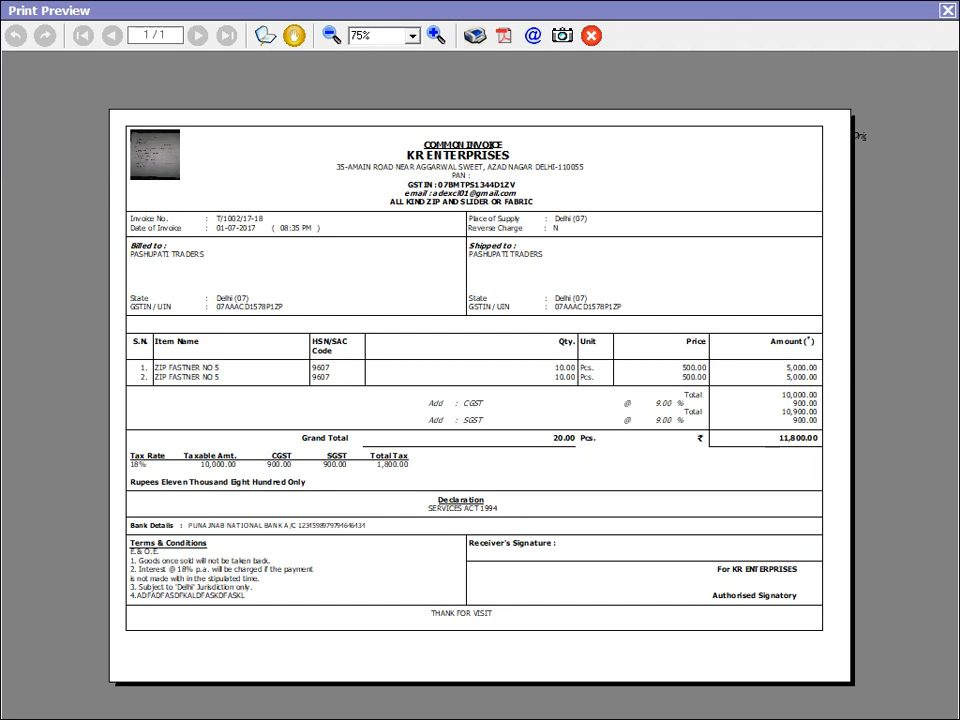 Print Preview
1 / 1
75%
COMMON INVOICE
KR ENTERPRISES
35-AMAIN ROAD NEAR AGGARWAL SWEET, AZAD NAGAR DELHI-110055
PAN :
GSTIN : 07BMTPS1344D1ZV
email : adexcl01@gmail.com
ALL KIND ZIP AND SLIDER OR FABRIC
Invoice No. : T/1002/17-18
Date of Invoice : 01-07-2017 ( 08:35 PM )
Place of Supply : Delhi (07)
Reverse Charge : N
Billed to :
PASHUPATI TRADERS
State : Delhi (07)
GSTIN / UIN : 07AAACD1578P1ZP
Shipped to :
PASHUPATI TRADERS
State : Delhi (07)
GSTIN / UIN : 07AAACD1578P1ZP
S.N. Item Name HSN/SAC Code Qty. Unit Price Amount(₹)
1. ZIP FASTNER NO 5 9607 10.00 Pcs. 500.00 5,000.00
2. ZIP FASTNER NO 5 9607 10.00 Pcs. 500.00 5,000.00
Total 10,000.00
Add : CGST @ 9.00 % 900.00
Total 10,900.00
Add : SGST @ 9.00 % 900.00
Grand Total 20.00 Pcs. ₹ 11,800.00
Tax Rate Taxable Amt. CGST SGST Total Tax
18% 10,000.00 900.00 900.00 1,800.00
Rupees Eleven Thousand Eight Hundred Only
Declaration
SERVICES ACT 1994
Bank Details : PUNAJNAB NATIONAL BANK A/C
Terms & Conditions
E.& O.E.
1. Goods once sold will not be taken back.
2. Interest @ 18% p.a. will be charged if the payment
is not made with in the stipulated time.
3. Subject to 'Delhi' Jurisdiction only.
4.ADFADFASDFKALDFASKDFASKL
Receiver's Signature :
For KR ENTERPRISES
Authorised Signatory
THANK FOR VISIT